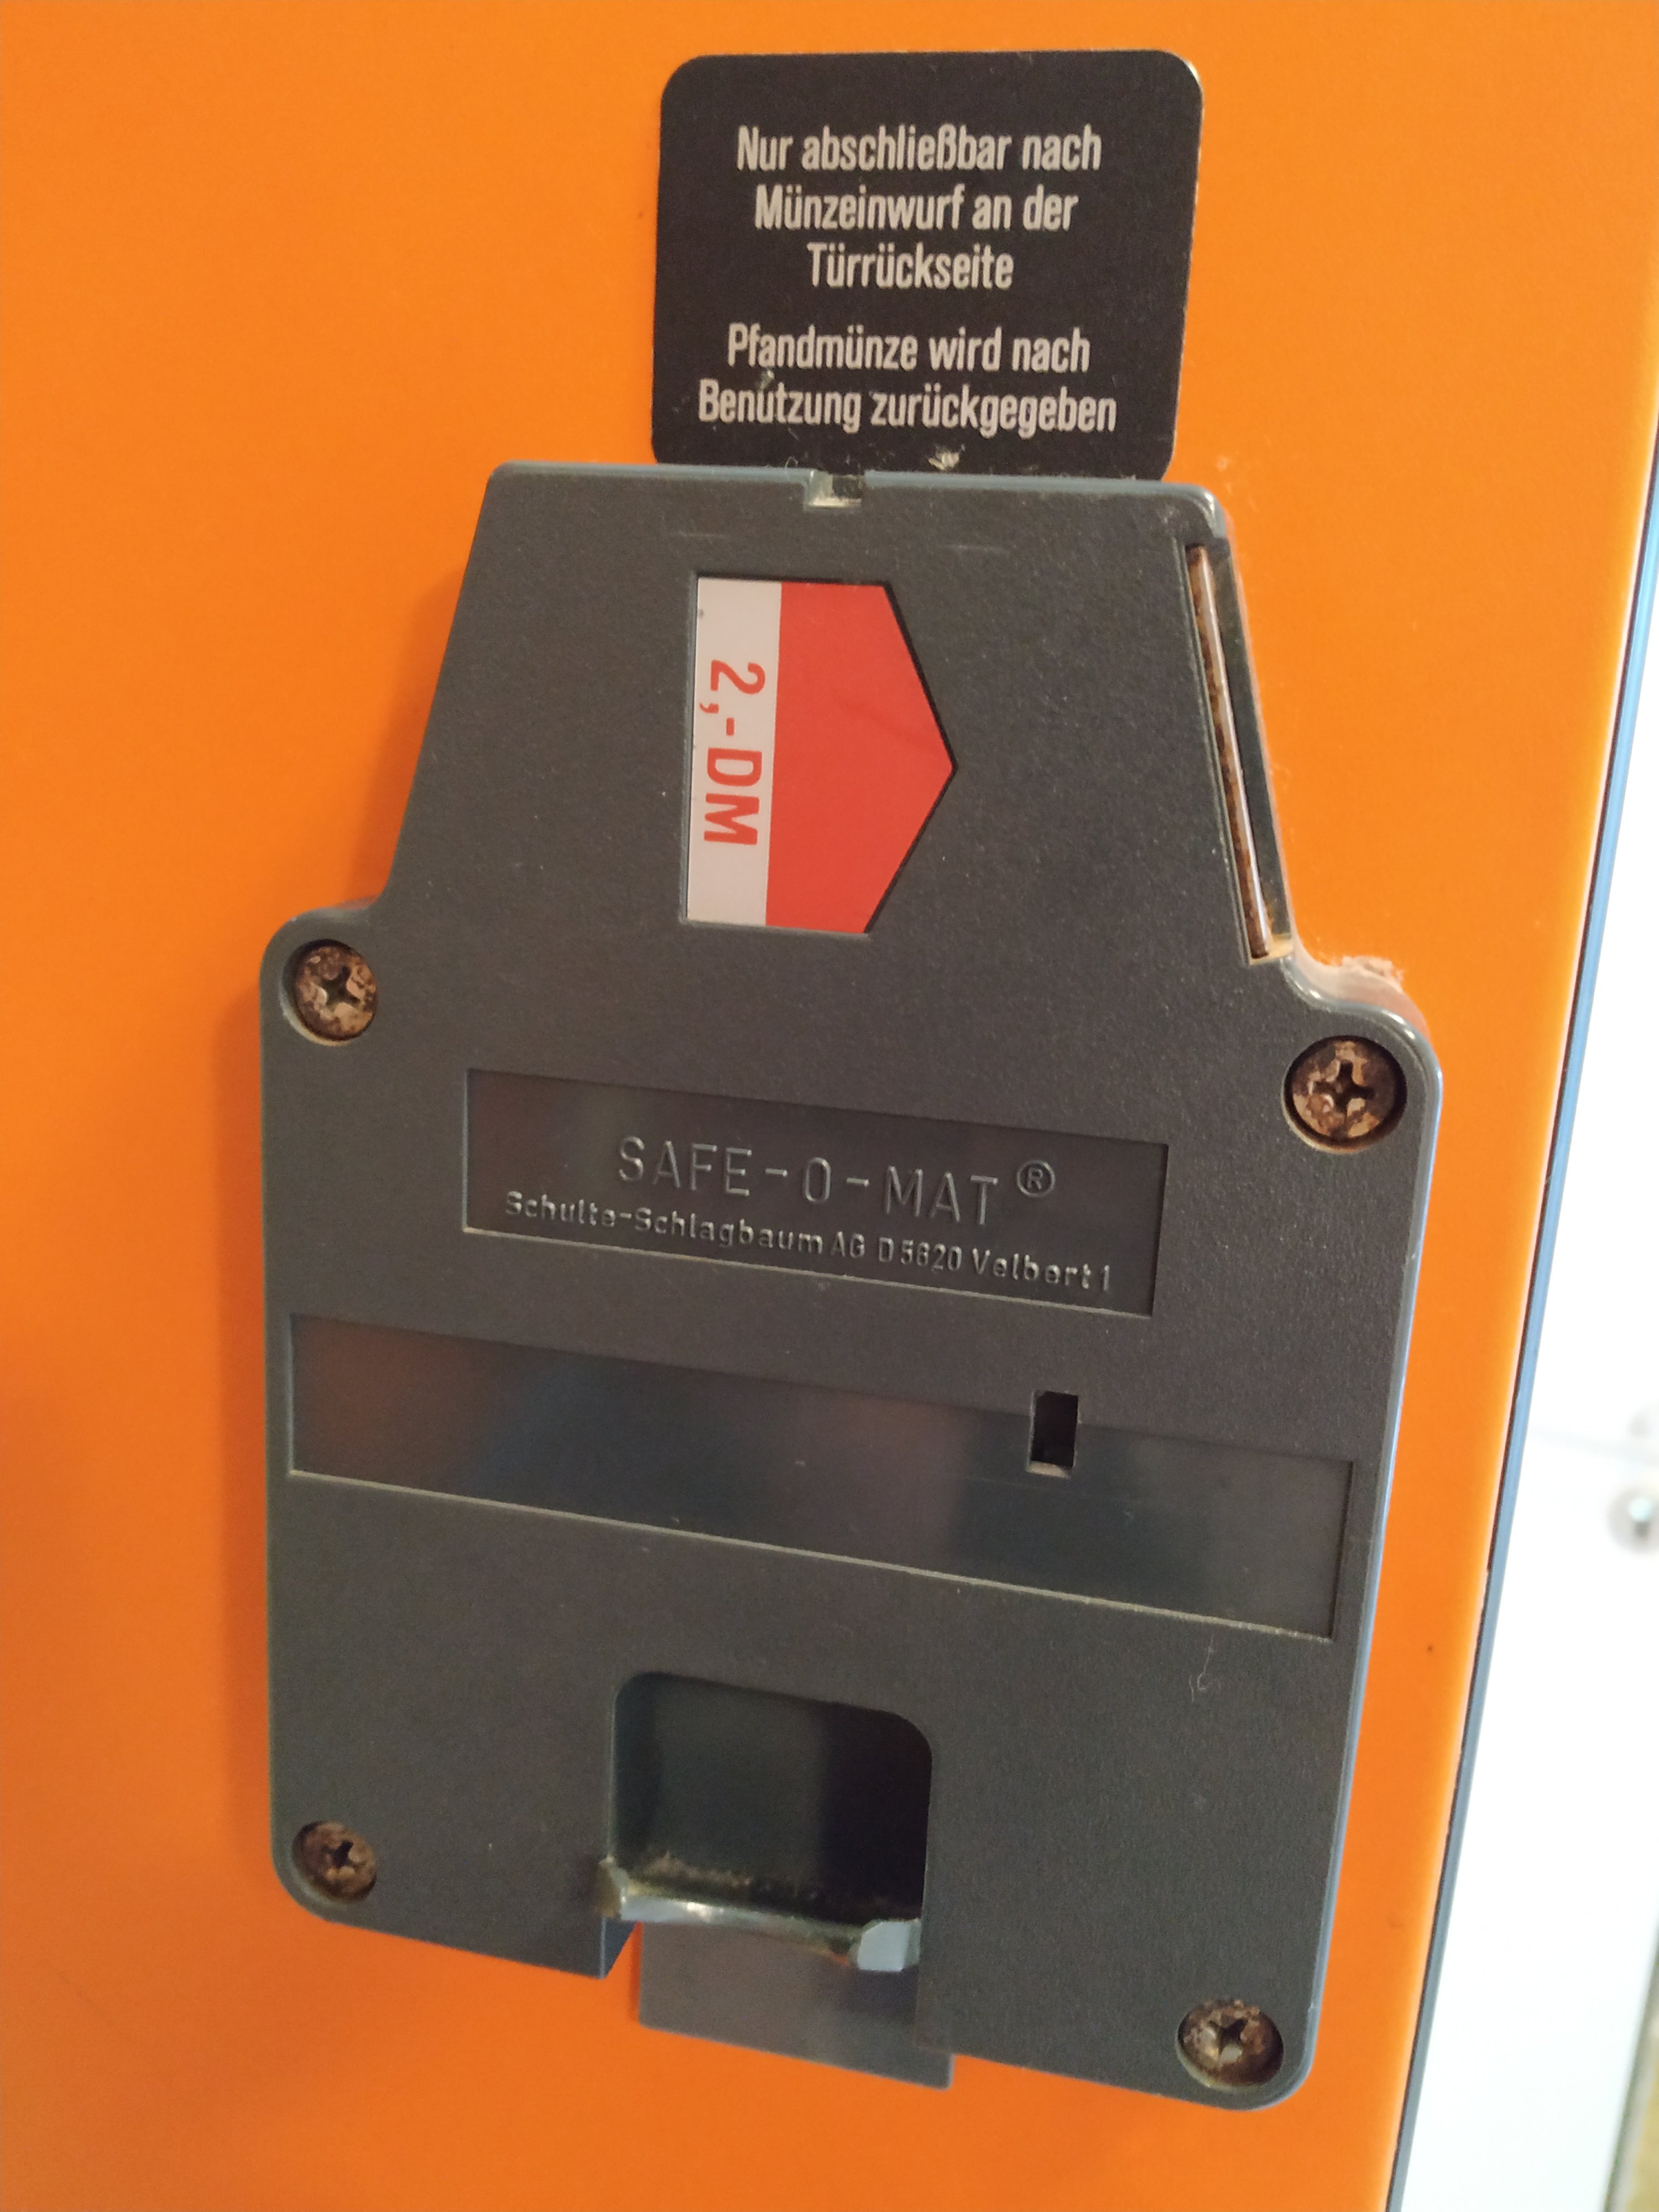 Nur abschließbar nach
Münzeinwurf an der
Türrückseite
Pfandmünze wird nach
Benutzung zurückgegeben
2,-DM
SAFE-O-MAT®
Schulte-Schlagbaum AG D5620 Velbert 1